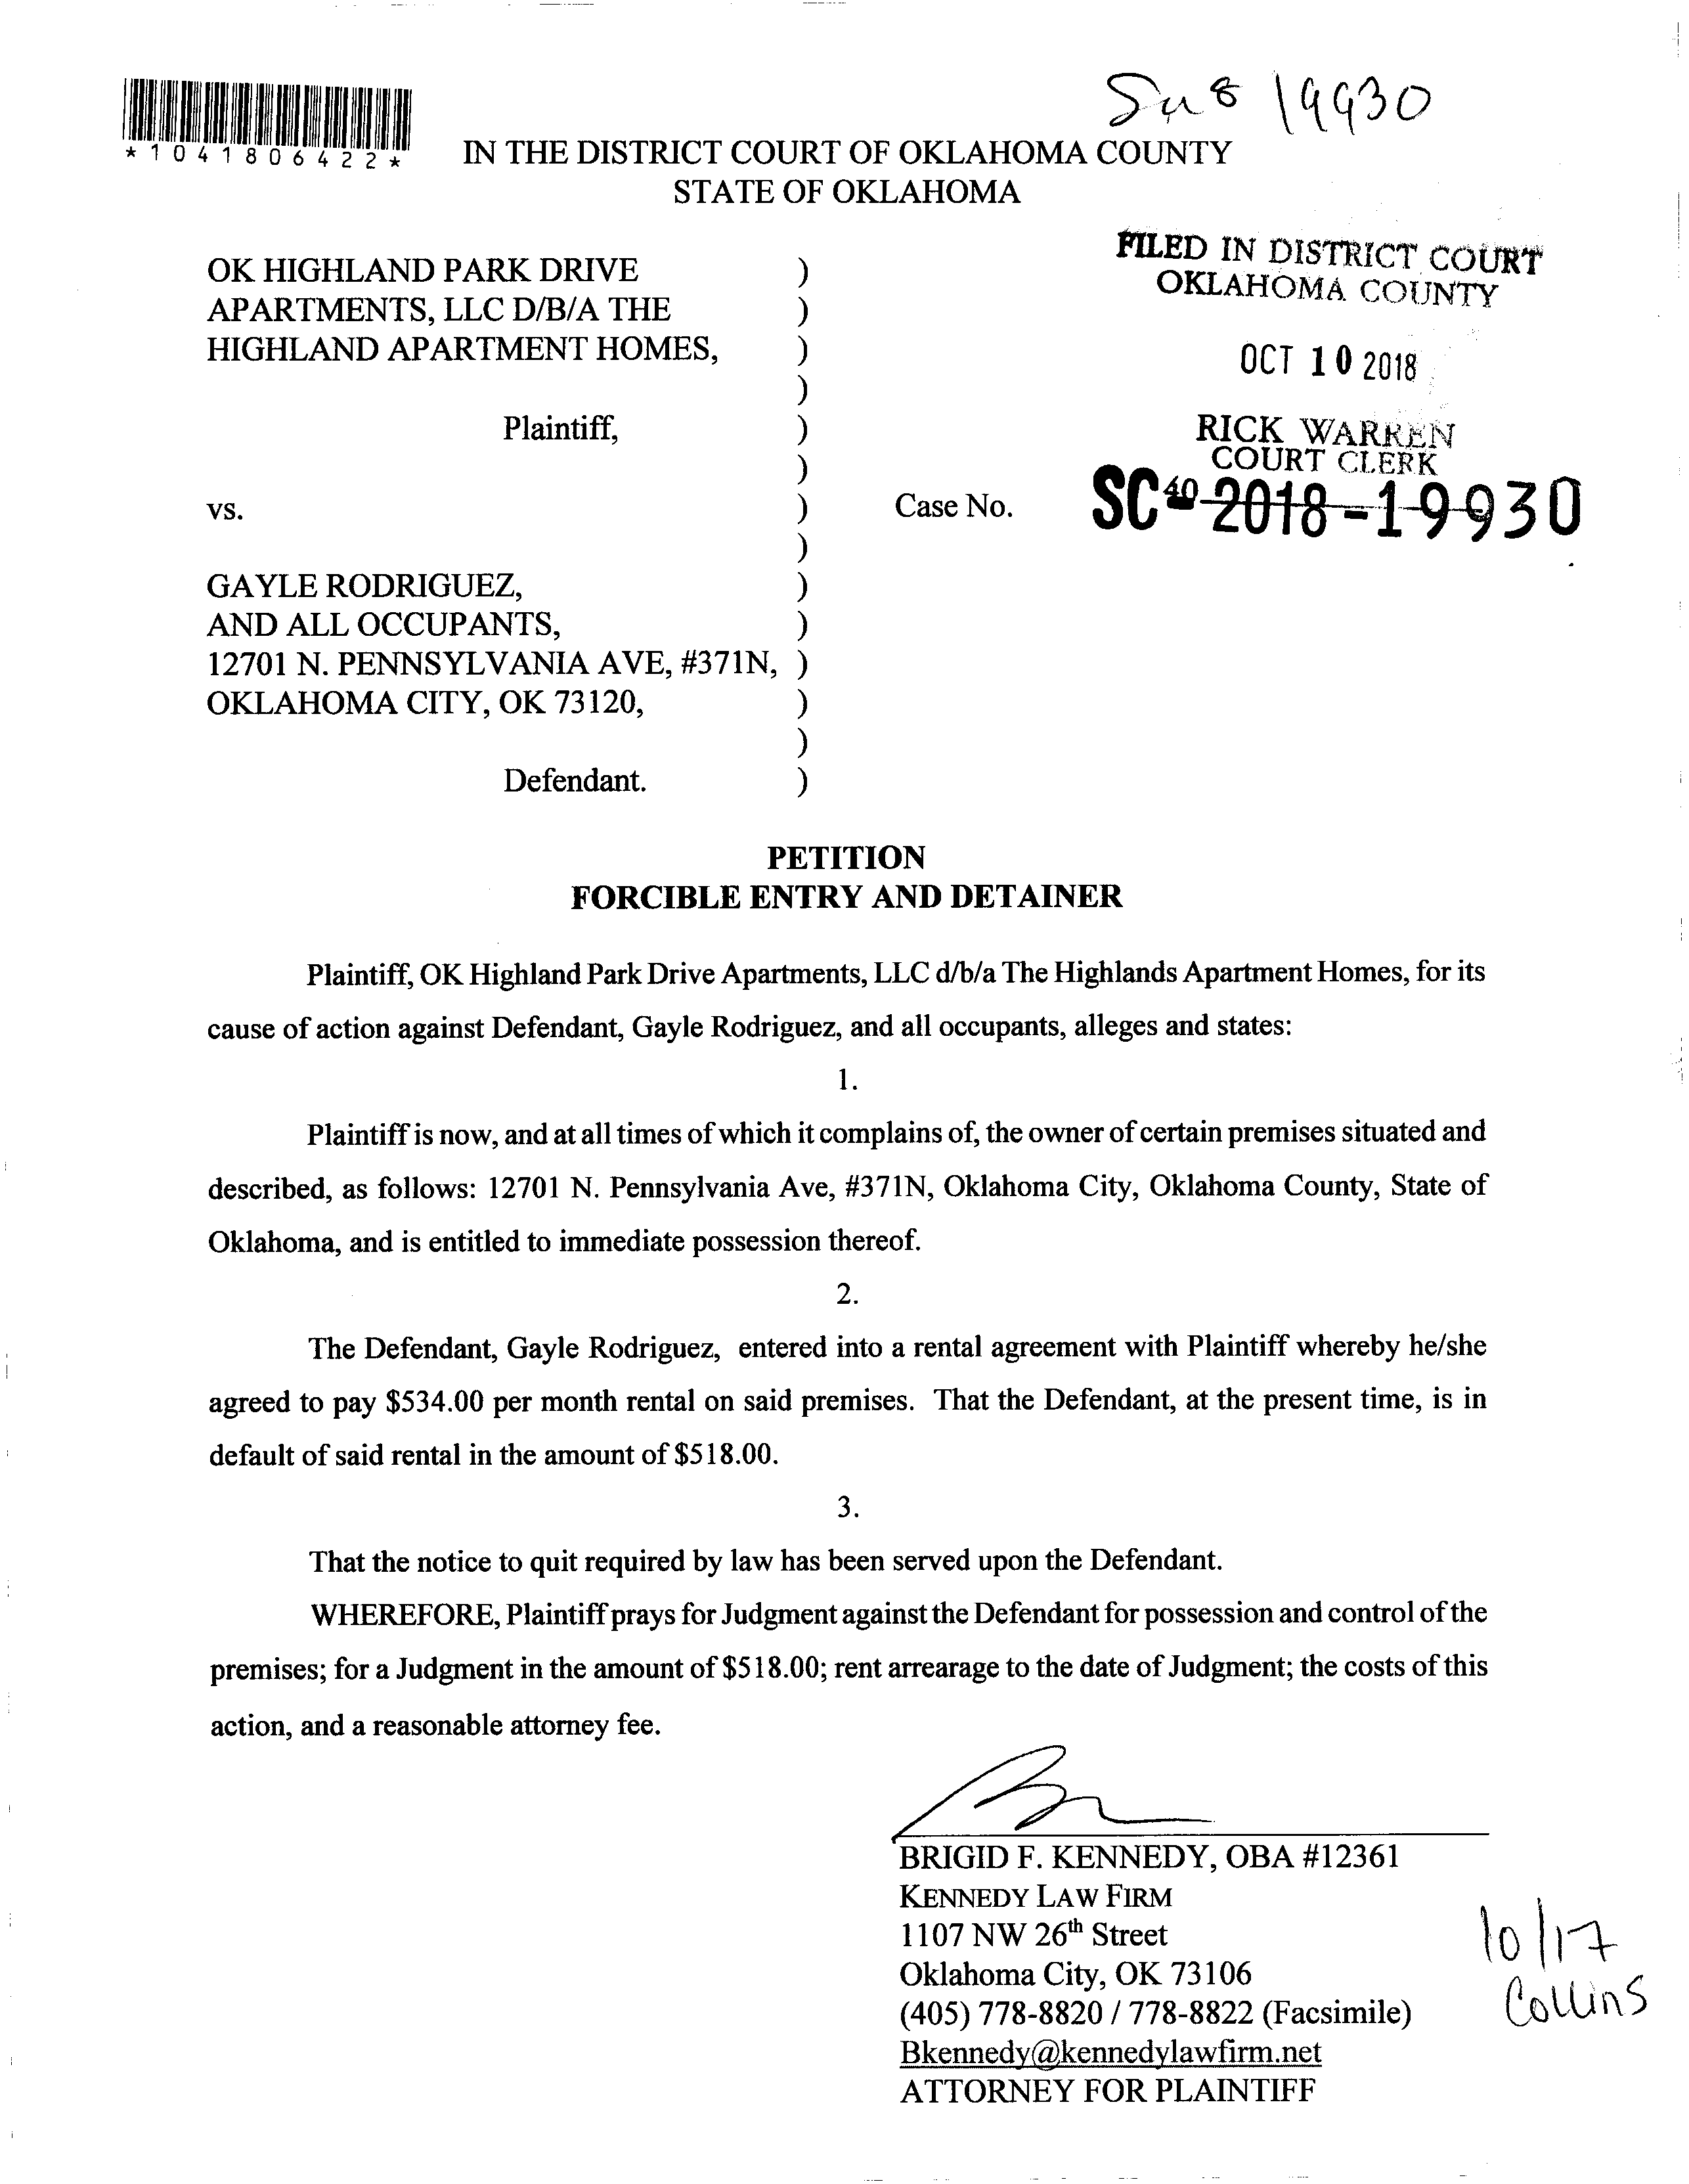 19930
*1041806422*
IN THE DISTRICT COURT OF OKLAHOMA COUNTY
STATE OF OKLAHOMA
FILED IN DISTRICT COURT
OKLAHOMA COUNTY
OCT 10 2018
RICK WARREN
COURT CLERK
OK HIGHLAND PARK DRIVE )
APARTMENTS, LLC D/B/A THE )
HIGHLAND APARTMENT HOMES, )
)
Plaintiff, )
)
vs. ) Case No. SC 2018-19930
)
GAYLE RODRIGUEZ, )
AND ALL OCCUPANTS, )
12701 N. PENNSYLVANIA AVE, #371N, )
OKLAHOMA CITY, OK 73120, )
)
Defendant. )
PETITION
FORCIBLE ENTRY AND DETAINER
Plaintiff, OK Highland Park Drive Apartments, LLC d/b/a The Highlands Apartment Homes, for its
cause of action against Defendant, Gayle Rodriguez, and all occupants, alleges and states:
1.
Plaintiff is now, and at all times of which it complains of, the owner of certain premises situated and
described, as follows: 12701 N. Pennsylvania Ave, #371N, Oklahoma City, Oklahoma County, State of
Oklahoma, and is entitled to immediate possession thereof.
2.
The Defendant, Gayle Rodriguez, entered into a rental agreement with Plaintiff whereby he/she
agreed to pay $534.00 per month rental on said premises. That the Defendant, at the present time, is in
default of said rental in the amount of $518.00.
3.
That the notice to quit required by law has been served upon the Defendant.
WHEREFORE, Plaintiff prays for Judgment against the Defendant for possession and control of the
premises; for a Judgment in the amount of $518.00; rent arrearage to the date of Judgment; the costs of this
action, and a reasonable attorney fee.
BRIGID F. KENNEDY, OBA #12361
KENNEDY LAW FIRM
1107 NW 26th Street
Oklahoma City, OK 73106
(405) 778-8820 / 778-8822 (Facsimile)
Bkennedy@kennedylawfirm.net
ATTORNEY FOR PLAINTIFF
10/17
Collins